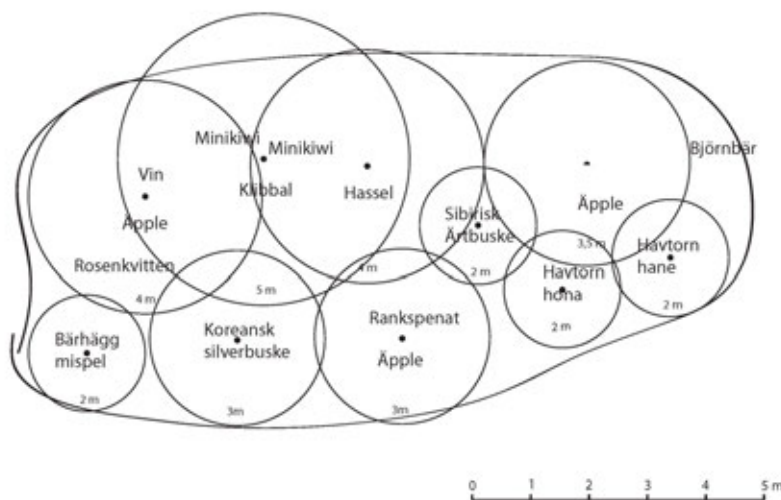 Minikiwi
Minikiwi
Klibbal
Hassel
Vin
Äpple
Rosenkvitten
4 m
5 m
4 m
Sibirisk
Ärtbuske
2 m
Äpple
3,5 m
Björnbär
Havtorn
hane
2 m
Havtorn
hona
2 m
Bärhägg
mispel
2 m
Koreansk
silverbuske
3m
Rankspenat
Äpple
3m
0 1 2 3 4 5 m